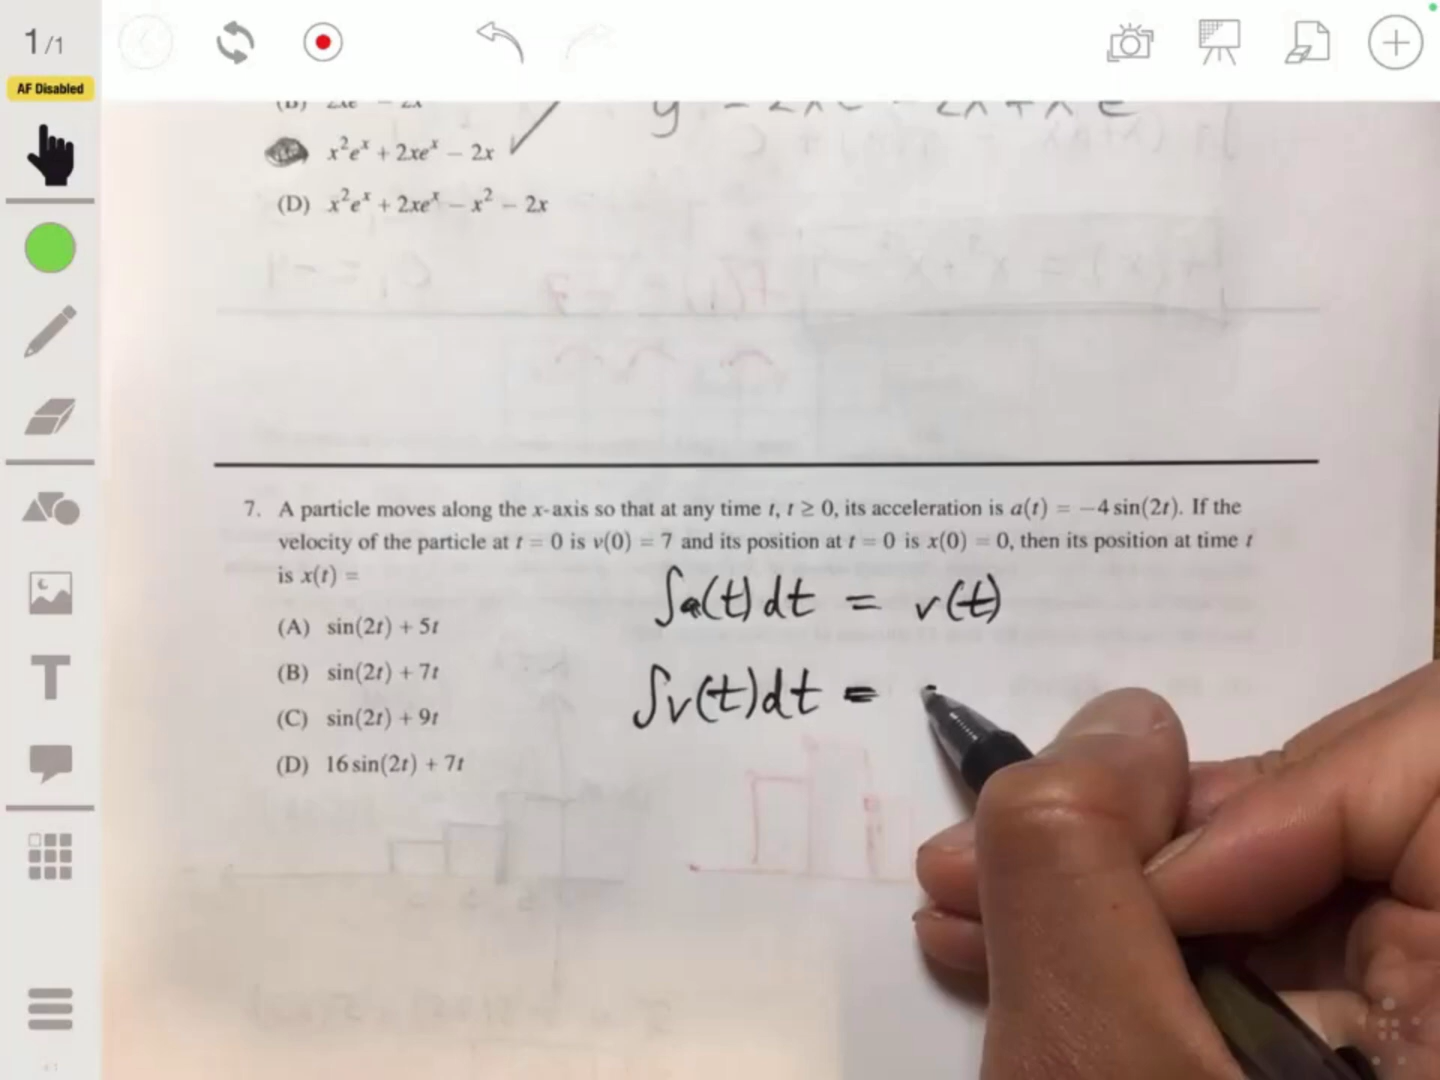 1/1
AF Disabled
x²eˣ + 2xeˣ − 2x
(D) x²eˣ + 2xeˣ − x² − 2x
7. A particle moves along the x-axis so that at any time t, t ≥ 0, its acceleration is a(t) = −4 sin(2t). If the
velocity of the particle at t = 0 is v(0) = 7 and its position at t = 0 is x(0) = 0, then its position at time t
is x(t) =
∫a(t)dt = v(t)
(A) sin(2t) + 5t
(B) sin(2t) + 7t
∫v(t)dt =
(C) sin(2t) + 9t
(D) 16 sin(2t) + 7t
T